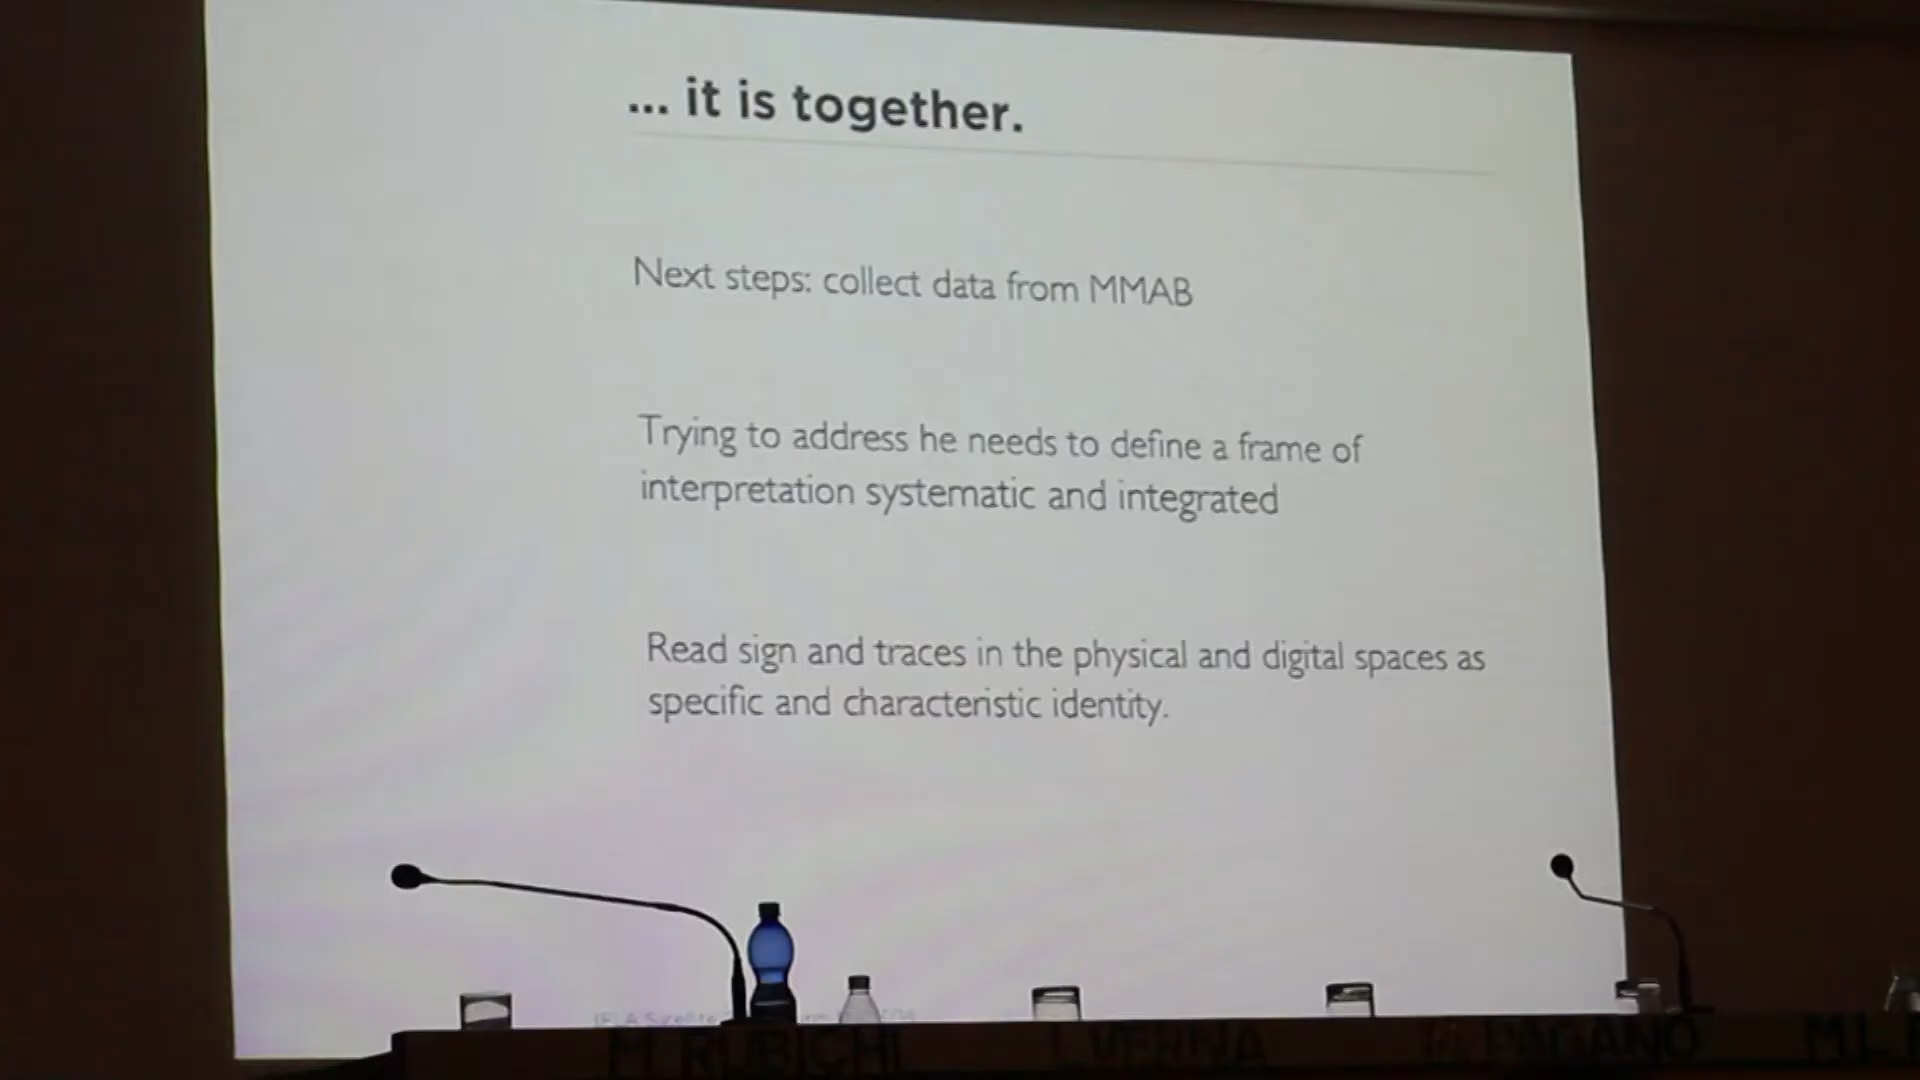 ... it is together.
Next steps: collect data from MMAB
Trying to address he needs to define a frame of
interpretation systematic and integrated
Read sign and traces in the physical and digital spaces as
specific and characteristic identity.
M RUBICHI
VERNA
PAGANO